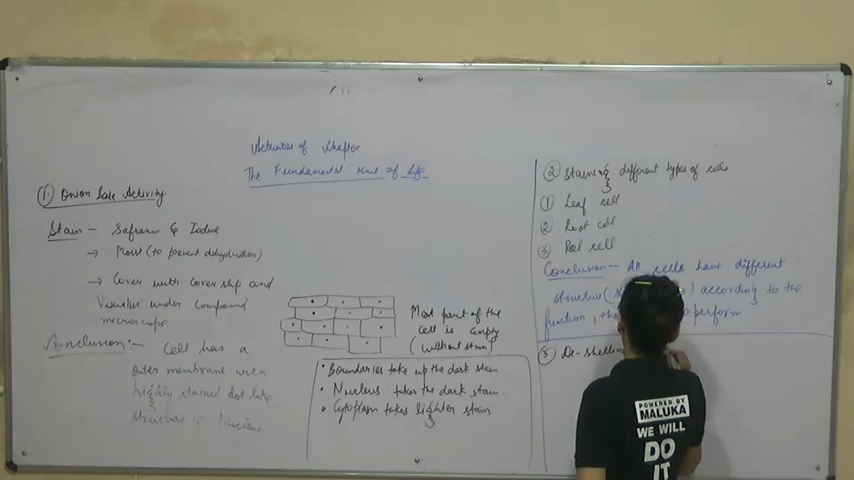 Activities of Chapter
The Fundamental Unit of Life
① Onion Scale Activity
Stain - Safranin & Iodine
→ Moist (to prevent dehydration)
→ Cover with cover slip and
Visualise under Compound
microscope
Conclusion :- Cell has a
outer membrane with
highly stained dot like
structure is Nucleus
Most part of the
cell is empty
(without stain)
• Boundaries take up the dark stain
• Nucleus takes the dark stain.
• Cytoplasm takes lighter stain
② Staining different types of cells
① Leaf cell
② Root cell
③ Peel cell
Conclusion - All cells have different
structure ( ) according to the
function, perform
③ De-shelling
POWERED BY
MALUKA
WE WILL
DO
IT